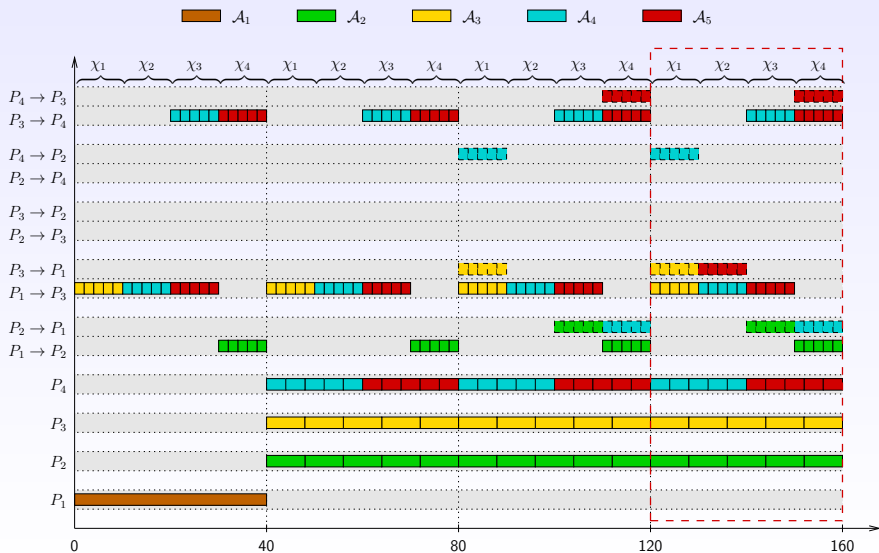 𝒜₁ 𝒜₂ 𝒜₃ 𝒜₄ 𝒜₅
χ₁ χ₂ χ₃ χ₄ χ₁ χ₂ χ₃ χ₄ χ₁ χ₂ χ₃ χ₄ χ₁ χ₂ χ₃ χ₄
P₄ → P₃
P₃ → P₄
P₄ → P₂
P₂ → P₄
P₃ → P₂
P₂ → P₃
P₃ → P₁
P₁ → P₃
P₂ → P₁
P₁ → P₂
P₄
P₃
P₂
P₁
0 40 80 120 160